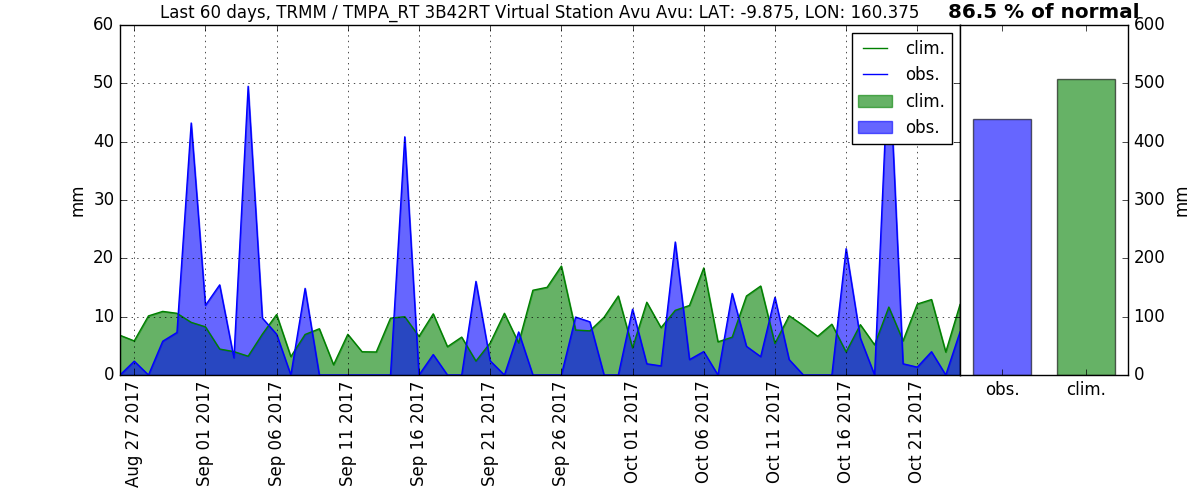 Last 60 days, TRMM / TMPA_RT 3B42RT Virtual Station Avu Avu: LAT: -9.875, LON: 160.375
86.5 % of normal
60
50
40
30
20
10
0
mm
clim.
obs.
clim.
obs.
Aug 27 2017
Sep 01 2017
Sep 06 2017
Sep 11 2017
Sep 16 2017
Sep 21 2017
Sep 26 2017
Oct 01 2017
Oct 06 2017
Oct 11 2017
Oct 16 2017
Oct 21 2017
600
500
400
300
200
100
0
mm
obs.
clim.